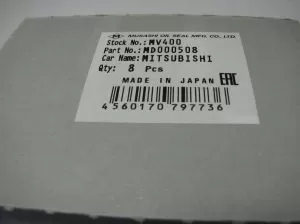 M MUSASHI OIL SEAL MFG. CO., LTD.
Stock No.: MV400
Part No.: MD000508
Car Name: MITSUBISHI
Qty: 8 Pcs
MADE IN JAPAN EAC
4560170797736